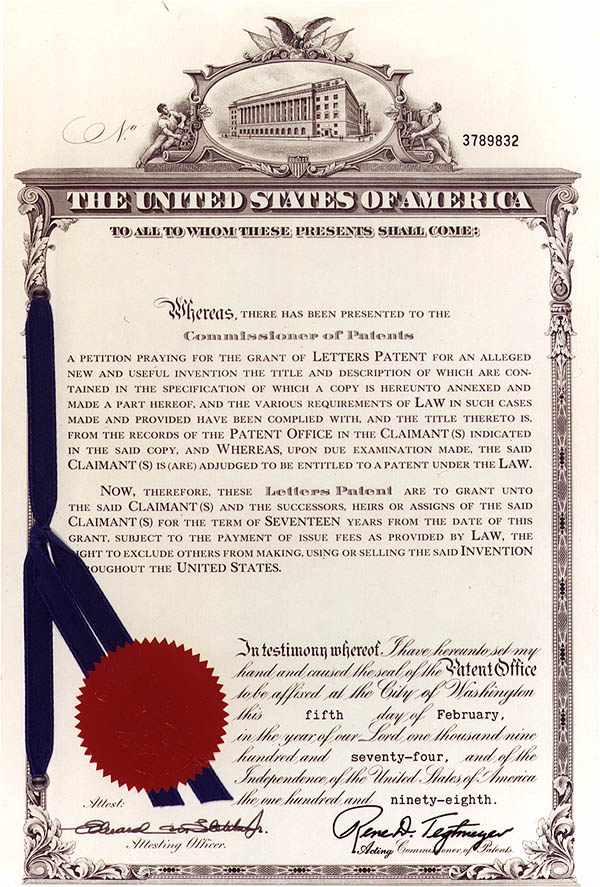 No.
3789832
THE UNITED STATES OF AMERICA
TO ALL TO WHOM THESE PRESENTS SHALL COME:
Whereas, THERE HAS BEEN PRESENTED TO THE
Commissioner of Patents
A PETITION PRAYING FOR THE GRANT OF LETTERS PATENT FOR AN ALLEGED
NEW AND USEFUL INVENTION THE TITLE AND DESCRIPTION OF WHICH ARE CON-
TAINED IN THE SPECIFICATION OF WHICH A COPY IS HEREUNTO ANNEXED AND
MADE A PART HEREOF, AND THE VARIOUS REQUIREMENTS OF LAW IN SUCH CASES
MADE AND PROVIDED HAVE BEEN COMPLIED WITH, AND THE TITLE THERETO IS,
FROM THE RECORDS OF THE PATENT OFFICE IN THE CLAIMANT(S) INDICATED
IN THE SAID COPY, AND WHEREAS, UPON DUE EXAMINATION MADE, THE SAID
CLAIMANT(S) IS (ARE) ADJUDGED TO BE ENTITLED TO A PATENT UNDER THE LAW.
NOW, THEREFORE, THESE Letters Patent ARE TO GRANT UNTO
THE SAID CLAIMANT(S) AND THE SUCCESSORS, HEIRS OR ASSIGNS OF THE SAID
CLAIMANT(S) FOR THE TERM OF SEVENTEEN YEARS FROM THE DATE OF THIS
GRANT, SUBJECT TO THE PAYMENT OF ISSUE FEES AS PROVIDED BY LAW, THE
GHT TO EXCLUDE OTHERS FROM MAKING, USING OR SELLING THE SAID INVENTION
ROUGHOUT THE UNITED STATES.
In testimony whereof, I have hereunto set my
hand and caused the seal of the Patent Office
to be affixed at the City of Washington
this fifth day of February,
in the year of our Lord one thousand nine
hundred and seventy-four, and of the
Independence of the United States of America
the one hundred and ninety-eighth.
Attest:
Rene D. Tegtmeyer
Attesting Officer.
Acting Commissioner of Patents.